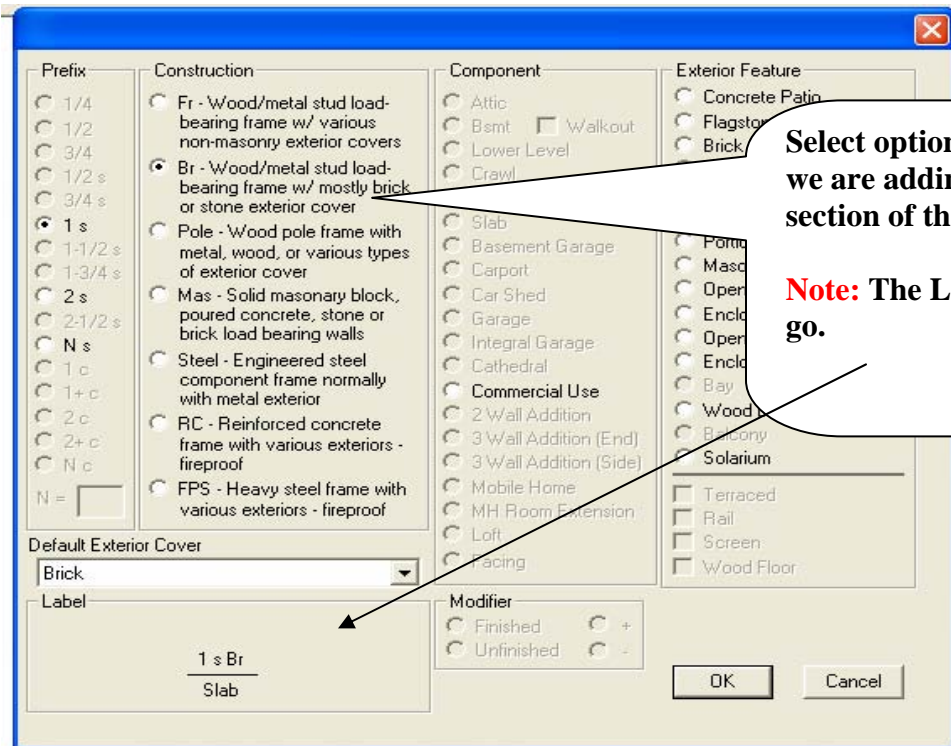 Prefix
1/4
1/2
3/4
1/2 s
3/4 s
1 s
1-1/2 s
1-3/4 s
2 s
2-1/2 s
N s
1 c
1+ c
2 c
2+ c
N c
N =
Construction
Fr - Wood/metal stud load-
bearing frame w/ various
non-masonry exterior covers
Br - Wood/metal stud load-
bearing frame w/ mostly brick
or stone exterior cover
Pole - Wood pole frame with
metal, wood, or various types
of exterior cover
Mas - Solid masonary block,
poured concrete, stone or
brick load bearing walls
Steel - Engineered steel
component frame normally
with metal exterior
RC - Reinforced concrete
frame with various exteriors -
fireproof
FPS - Heavy steel frame with
various exteriors - fireproof
Component
Attic
Bsmt Walkout
Lower Level
Crawl
Slab
Basement Garage
Carport
Car Shed
Garage
Integral Garage
Cathedral
Commercial Use
2 Wall Addition
3 Wall Addition (End)
3 Wall Addition (Side)
Mobile Home
MH Room Extension
Loft
Facing
Exterior Feature
Concrete Patio
Brick
Bay
Wood
Balcony
Solarium
Terraced
Rail
Screen
Wood Floor
Select option
we are
section of
Note: The
go.
Default Exterior Cover
Brick
Label
1 s Br
Slab
Modifier
Finished +
Unfinished -
OK Cancel